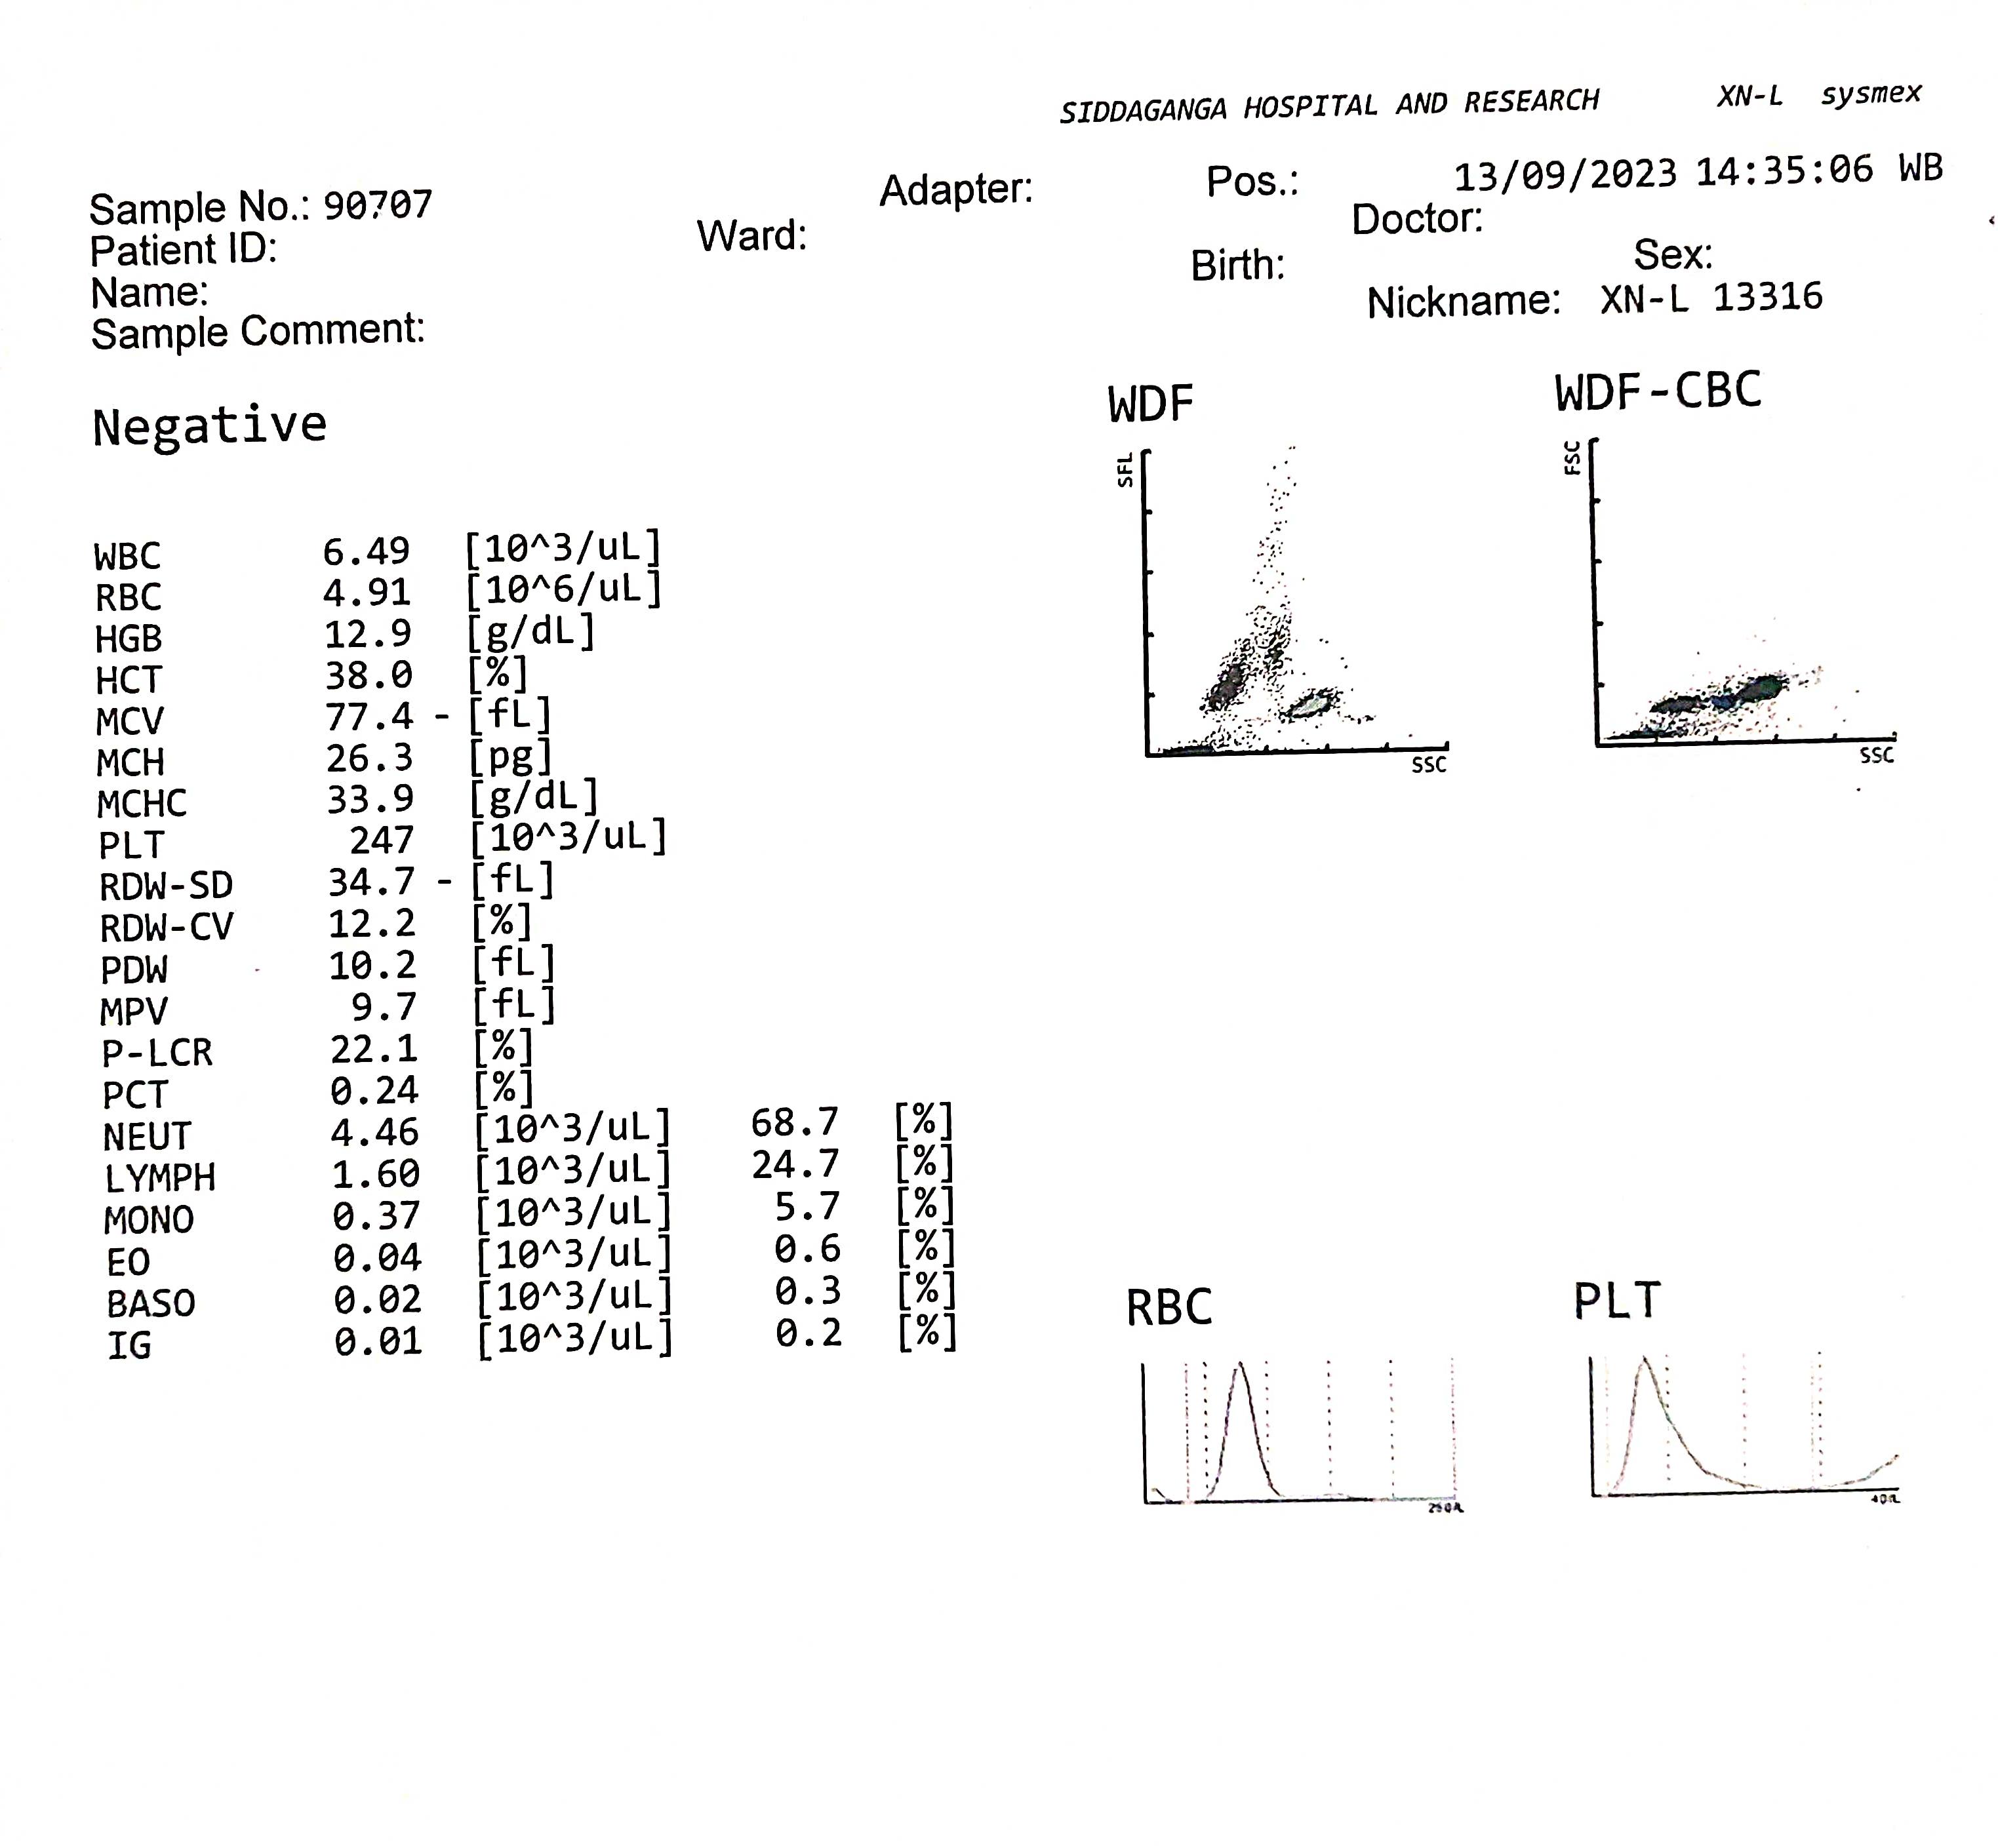 SIDDAGANGA HOSPITAL AND RESEARCH XN-L sysmex
Sample No.: 90707 Adapter: Pos.: 13/09/2023 14:35:06 WB
Patient ID: Ward: Doctor:
Name: Birth: Sex:
Sample Comment: Nickname: XN-L 13316
Negative
WBC 6.49 [10^3/uL]
RBC 4.91 [10^6/uL]
HGB 12.9 [g/dL]
HCT 38.0 [%]
MCV 77.4 - [fL]
MCH 26.3 [pg]
MCHC 33.9 [g/dL]
PLT 247 [10^3/uL]
RDW-SD 34.7 - [fL]
RDW-CV 12.2 [%]
PDW 10.2 [fL]
MPV 9.7 [fL]
P-LCR 22.1 [%]
PCT 0.24 [%]
NEUT 4.46 [10^3/uL] 68.7 [%]
LYMPH 1.60 [10^3/uL] 24.7 [%]
MONO 0.37 [10^3/uL] 5.7 [%]
EO 0.04 [10^3/uL] 0.6 [%]
BASO 0.02 [10^3/uL] 0.3 [%]
IG 0.01 [10^3/uL] 0.2 [%]
WDF
SFL
SSC
WDF-CBC
FSC
SSC
RBC
PLT